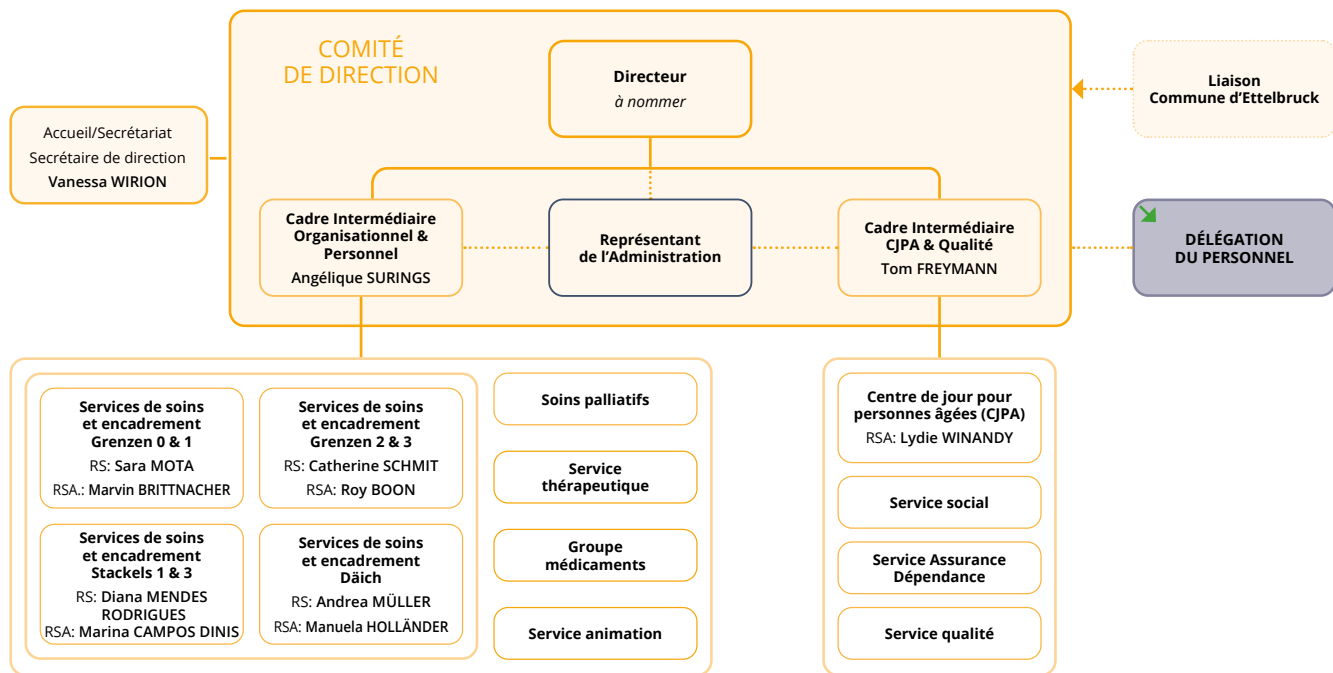 COMITÉ
DE DIRECTION
Directeur
à nommer
Liaison
Commune d'Ettelbruck
Accueil/Secrétariat
Secrétaire de direction
Vanessa WIRION
Cadre Intermédiaire
Organisationnel &
Personnel
Angélique SURINGS
Représentant
de l'Administration
Cadre Intermédiaire
CJPA & Qualité
Tom FREYMANN
DÉLÉGATION
DU PERSONNEL
Services de soins
et encadrement
Grenzen 0 & 1
RS: Sara MOTA
RSA.: Marvin BRITTNACHER
Services de soins
et encadrement
Grenzen 2 & 3
RS: Catherine SCHMIT
RSA: Roy BOON
Services de soins
et encadrement
Stackels 1 & 3
RS: Diana MENDES
RODRIGUES
RSA: Marina CAMPOS DINIS
Services de soins
et encadrement
Däich
RS: Andrea MÜLLER
RSA: Manuela HOLLÄNDER
Soins palliatifs
Service
thérapeutique
Groupe
médicaments
Service animation
Centre de jour pour
personnes âgées (CJPA)
RSA: Lydie WINANDY
Service social
Service Assurance
Dépendance
Service qualité